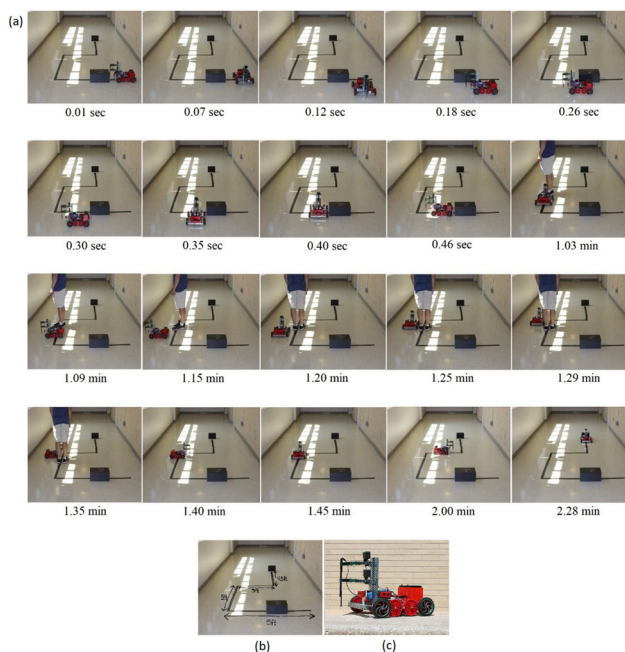 (a)
0.01 sec 0.07 sec 0.12 sec 0.18 sec 0.26 sec
0.30 sec 0.35 sec 0.40 sec 0.46 sec 1.03 min
1.09 min 1.15 min 1.20 min 1.25 min 1.29 min
1.35 min 1.40 min 1.45 min 2.00 min 2.28 min
(b) (c)